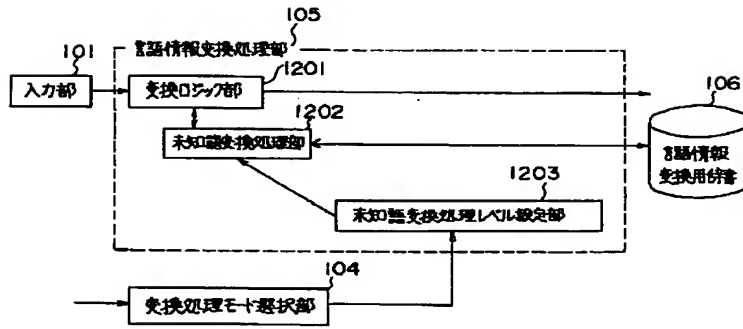 105
言語情報変換処理部
101
入力部
1201
変換ロジック部
1202
未知語変換処理部
106
言語情報
変換用辞書
1203
未知語変換処理レベル設定部
104
変換処理モード選択部